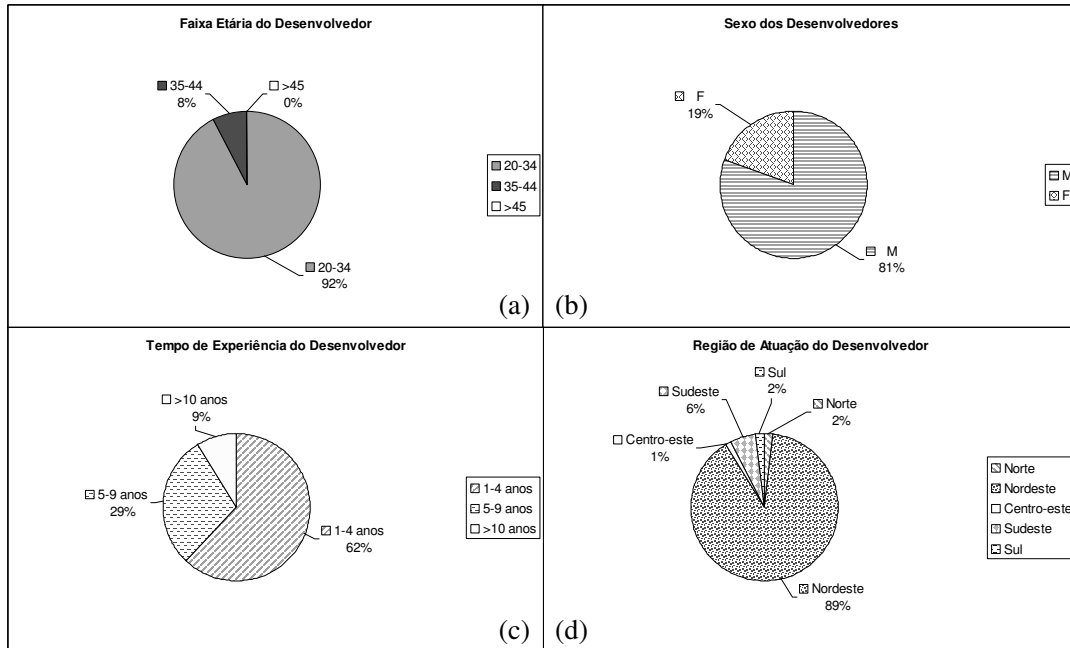 Faixa Etária do Desenvolvedor
35-44
8%
>45
0%
20-34
92%
20-34
35-44
>45
(a)
Sexo dos Desenvolvedores
F
19%
M
81%
M
F
(b)
Tempo de Experiência do Desenvolvedor
>10 anos
9%
5-9 anos
29%
1-4 anos
62%
1-4 anos
5-9 anos
>10 anos
(c)
Região de Atuação do Desenvolvedor
Sul
2%
Sudeste
6%
Norte
2%
Centro-este
1%
Nordeste
89%
Norte
Nordeste
Centro-este
Sudeste
Sul
(d)